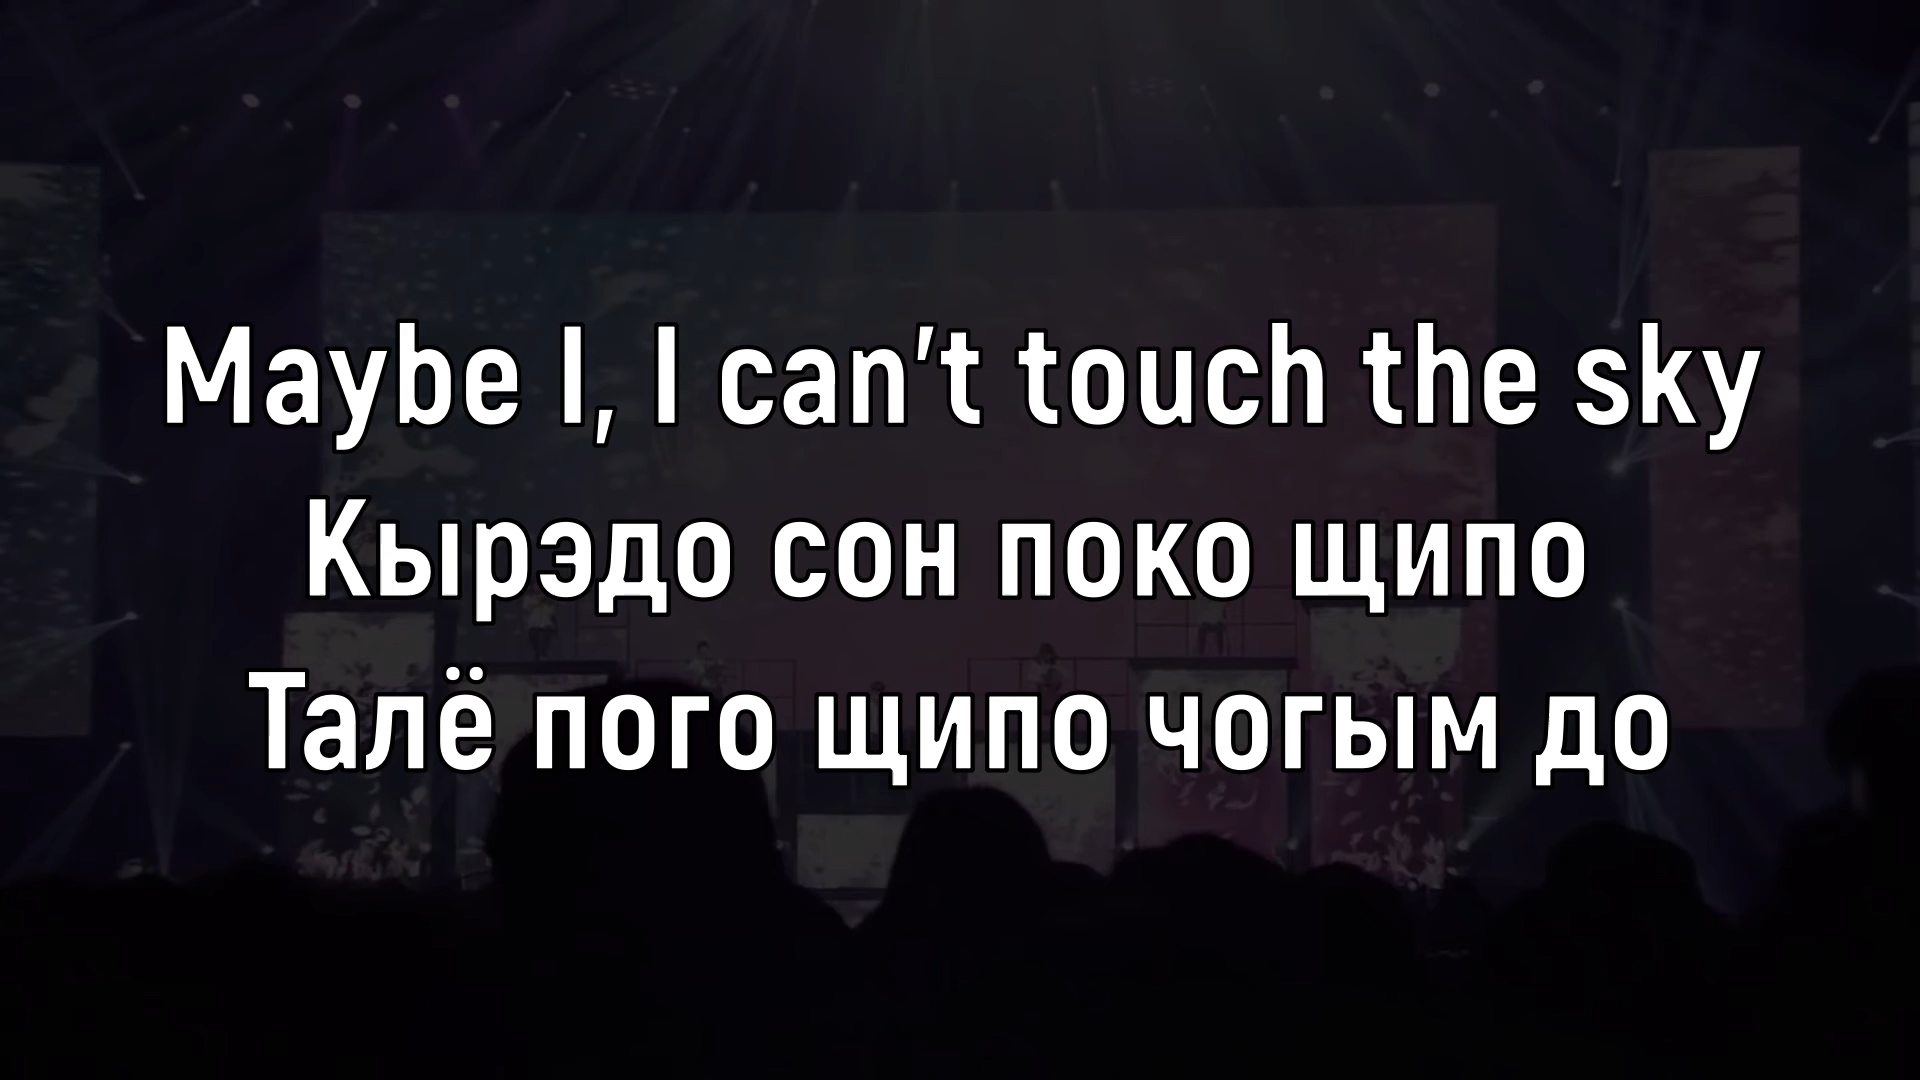 Maybe I, I can't touch the sky
Кырэдо сон поко щипо
Талё пого щипо чогым до